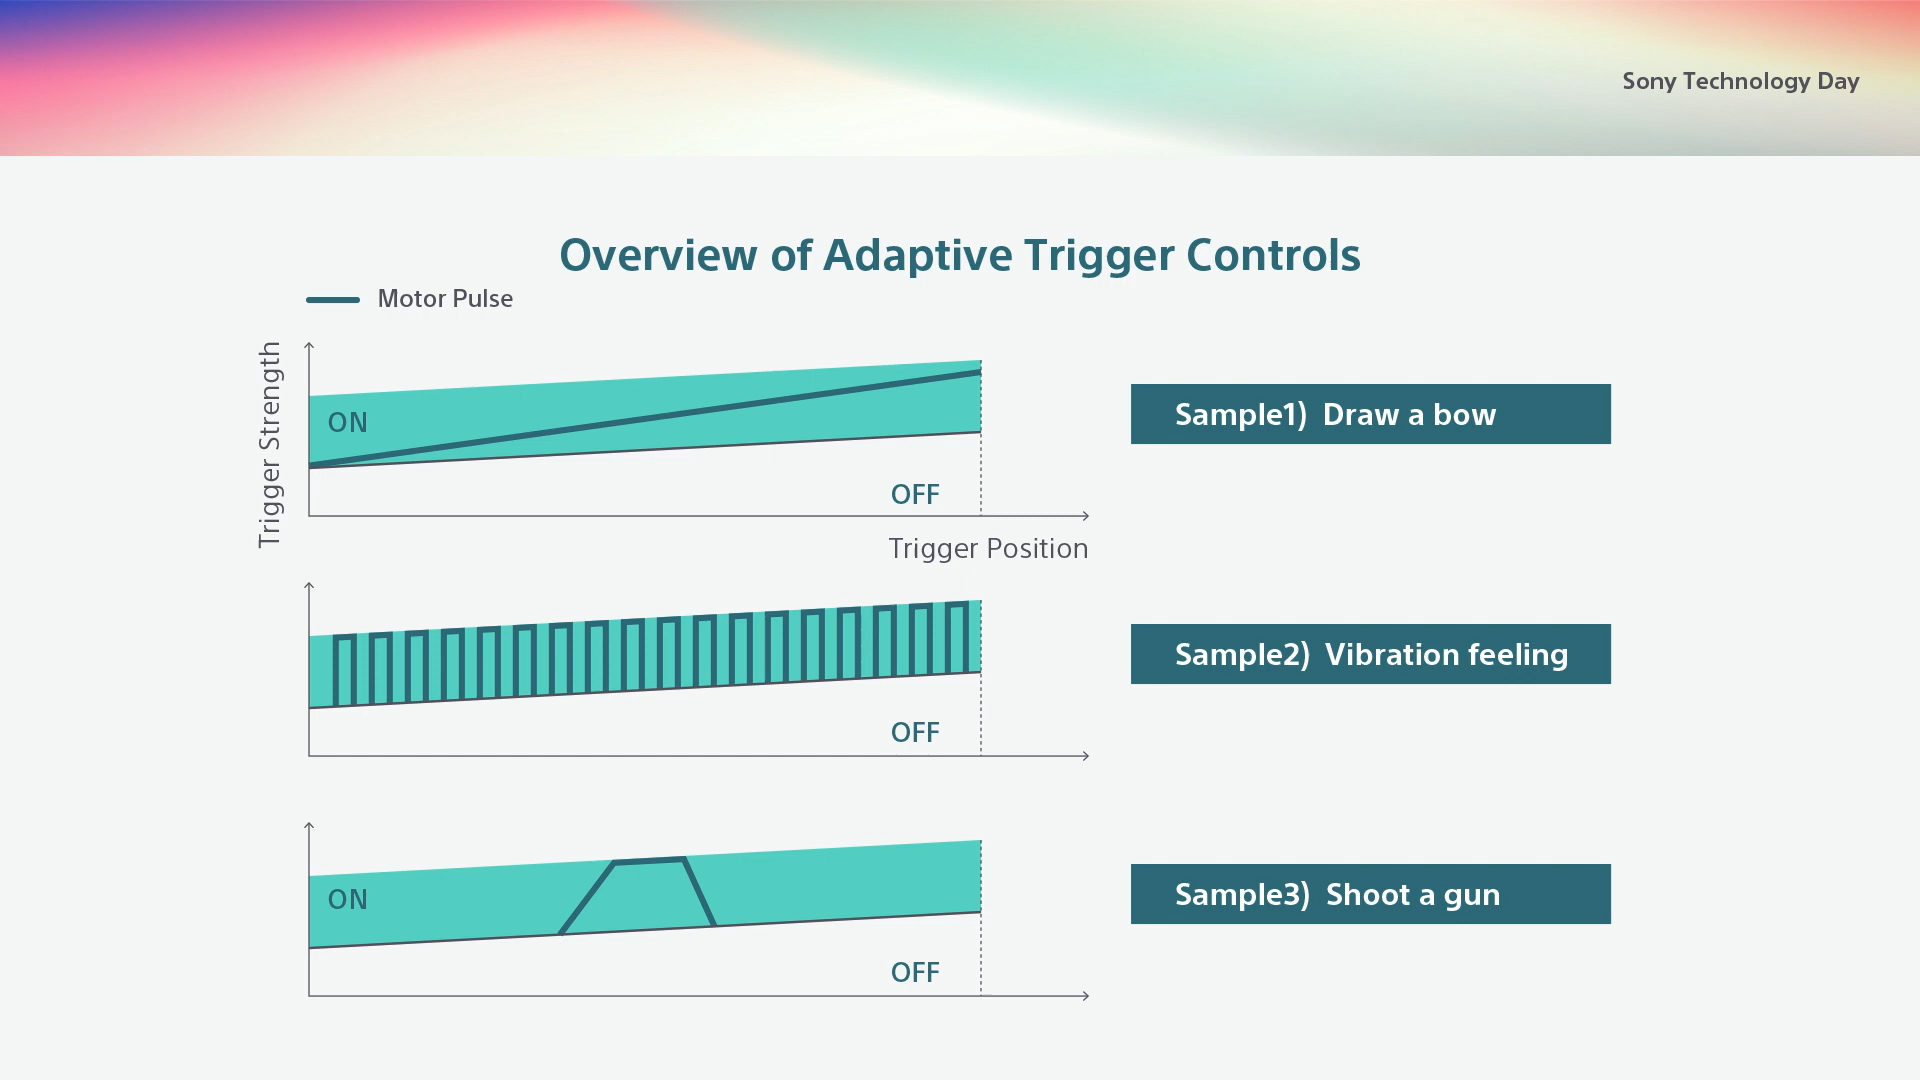 Sony Technology Day
Overview of Adaptive Trigger Controls
Motor Pulse
Trigger Strength
ON
OFF
Trigger Position
Sample1) Draw a bow
OFF
Sample2) Vibration feeling
ON
OFF
Sample3) Shoot a gun